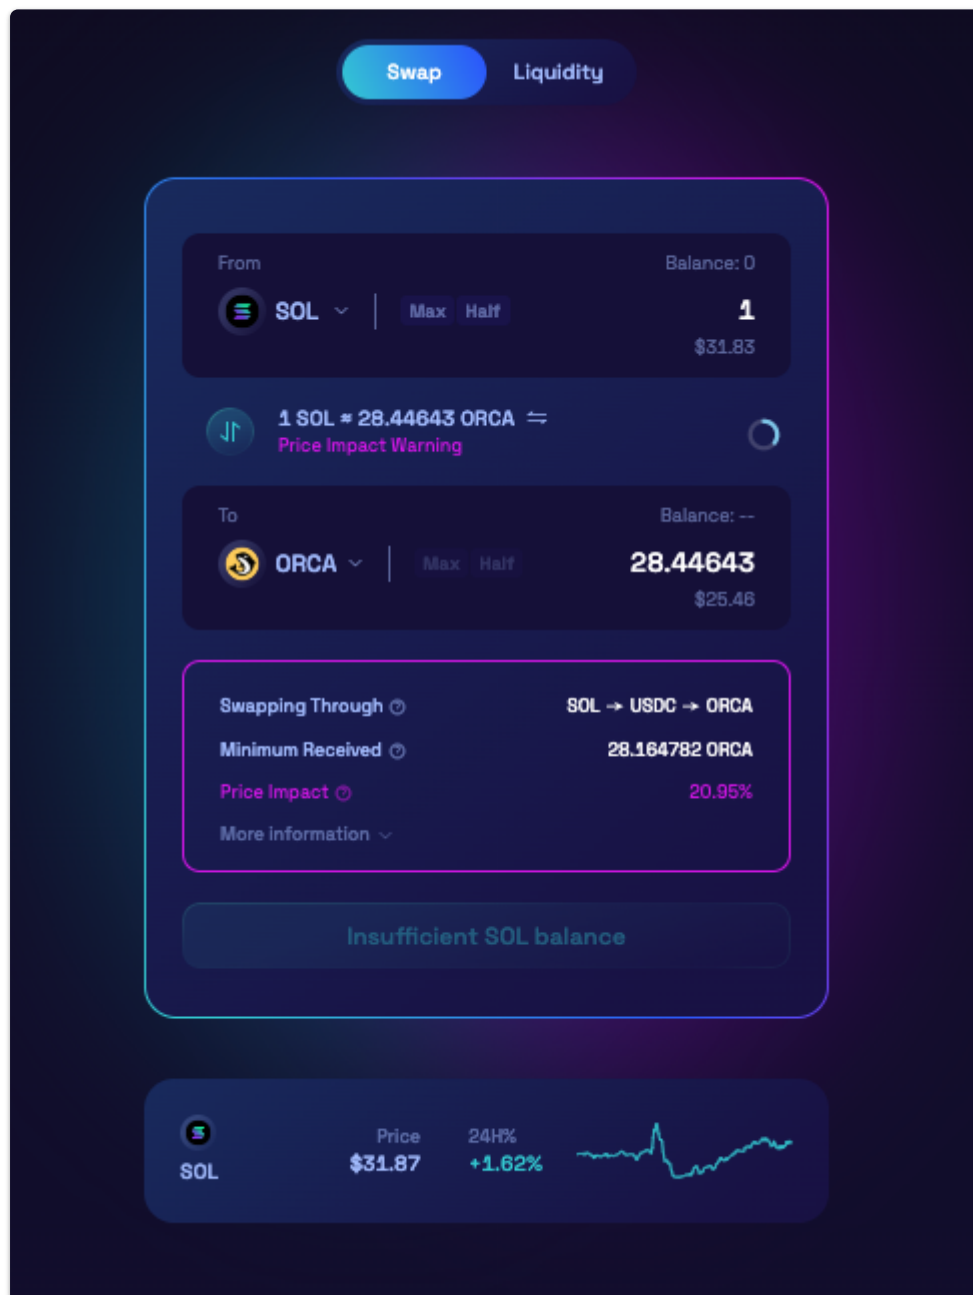 Swap Liquidity
From Balance: 0
SOL Max Half 1
$31.83
1 SOL ≈ 28.44643 ORCA
Price Impact Warning
To Balance: --
ORCA Max Half 28.44643
$25.46
Swapping Through SOL → USDC → ORCA
Minimum Received 28.164782 ORCA
Price Impact 20.95%
More information
Insufficient SOL balance
Price 24H%
SOL $31.87 +1.62%